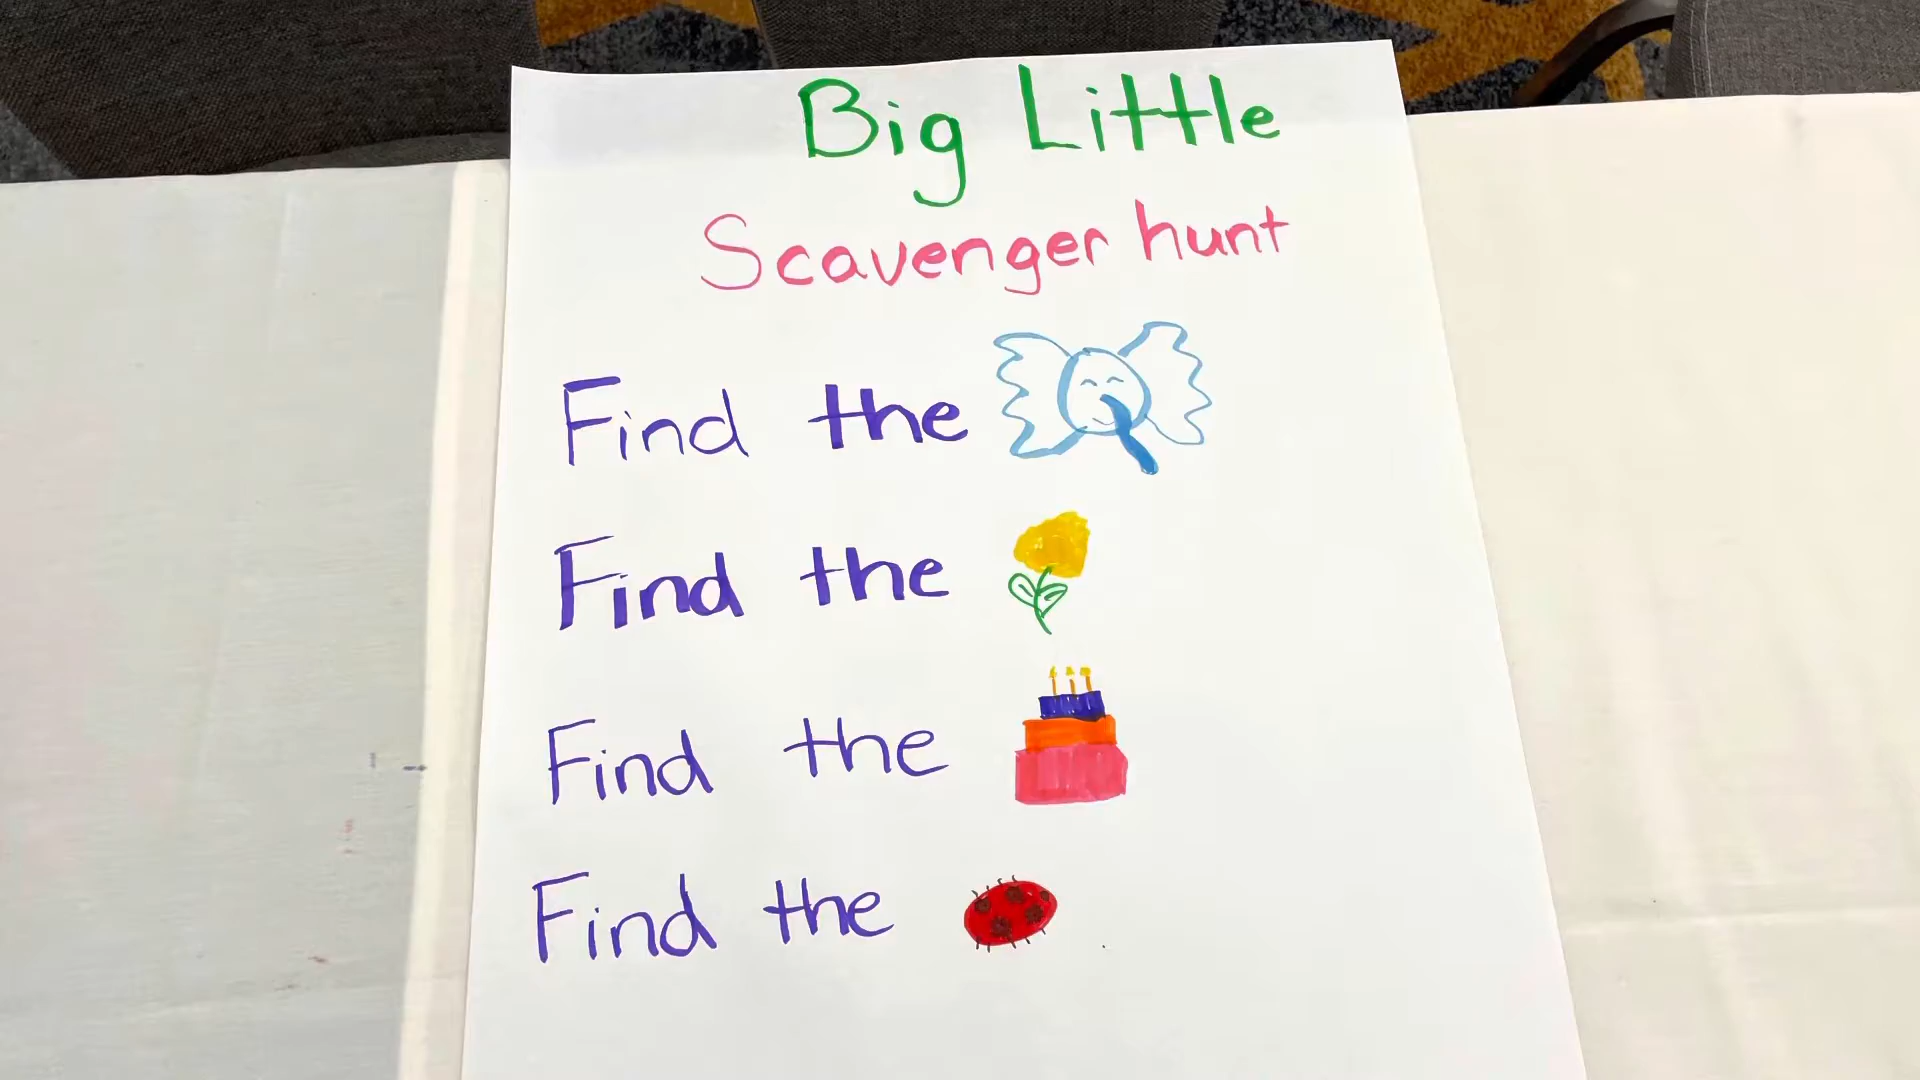 Big Little
Scavenger hunt
Find the
Find the
Find the
Find the